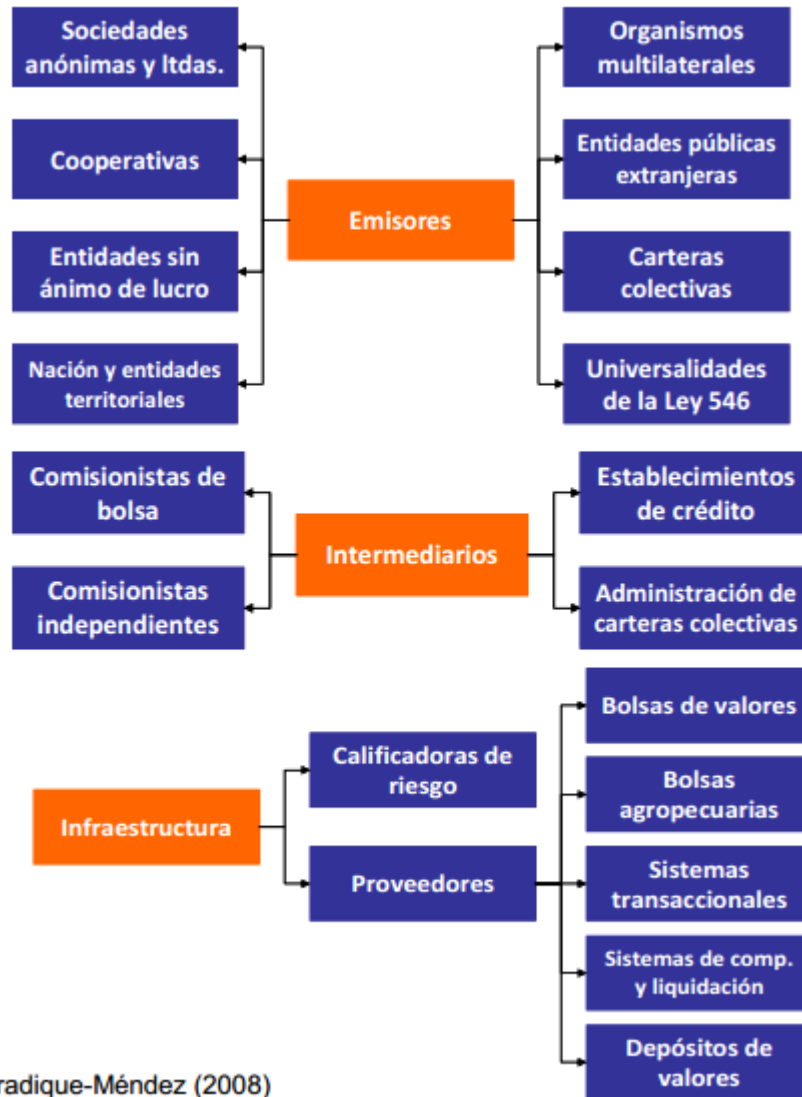 Sociedades
anónimas y ltdas.
Cooperativas
Entidades sin
ánimo de lucro
Nación y entidades
territoriales
Emisores
Organismos
multilaterales
Entidades públicas
extranjeras
Carteras
colectivas
Universalidades
de la Ley 546
Comisionistas de
bolsa
Comisionistas
independientes
Intermediarios
Establecimientos
de crédito
Administración de
carteras colectivas
Infraestructura
Calificadoras de
riesgo
Proveedores
Bolsas de valores
Bolsas
agropecuarias
Sistemas
transaccionales
Sistemas de comp.
y liquidación
Depósitos de
valores
radique-Méndez (2008)